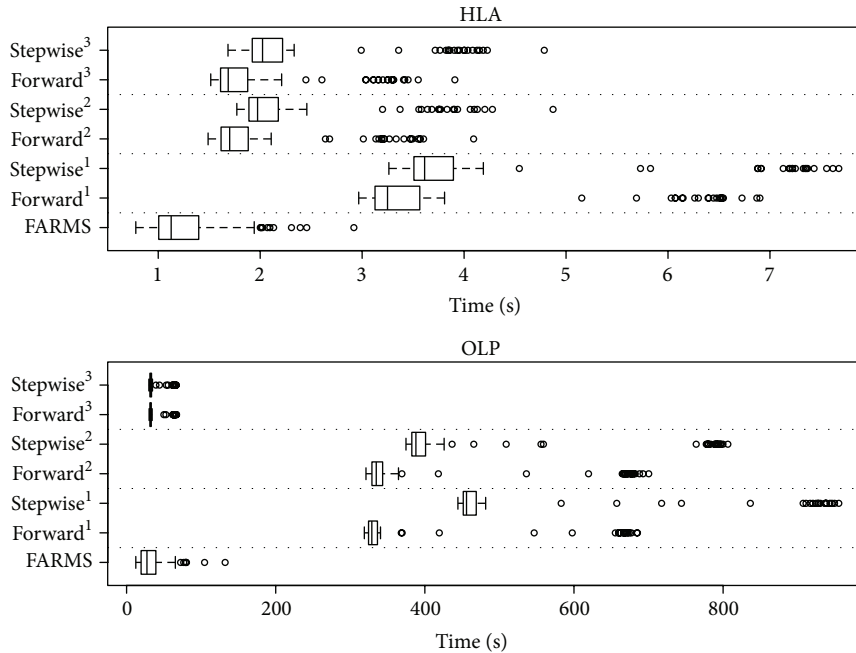 HLA
Stepwise³
Forward³
Stepwise²
Forward²
Stepwise¹
Forward¹
FARMS
1 2 3 4 5 6 7
Time (s)
OLP
Stepwise³
Forward³
Stepwise²
Forward²
Stepwise¹
Forward¹
FARMS
0 200 400 600 800
Time (s)